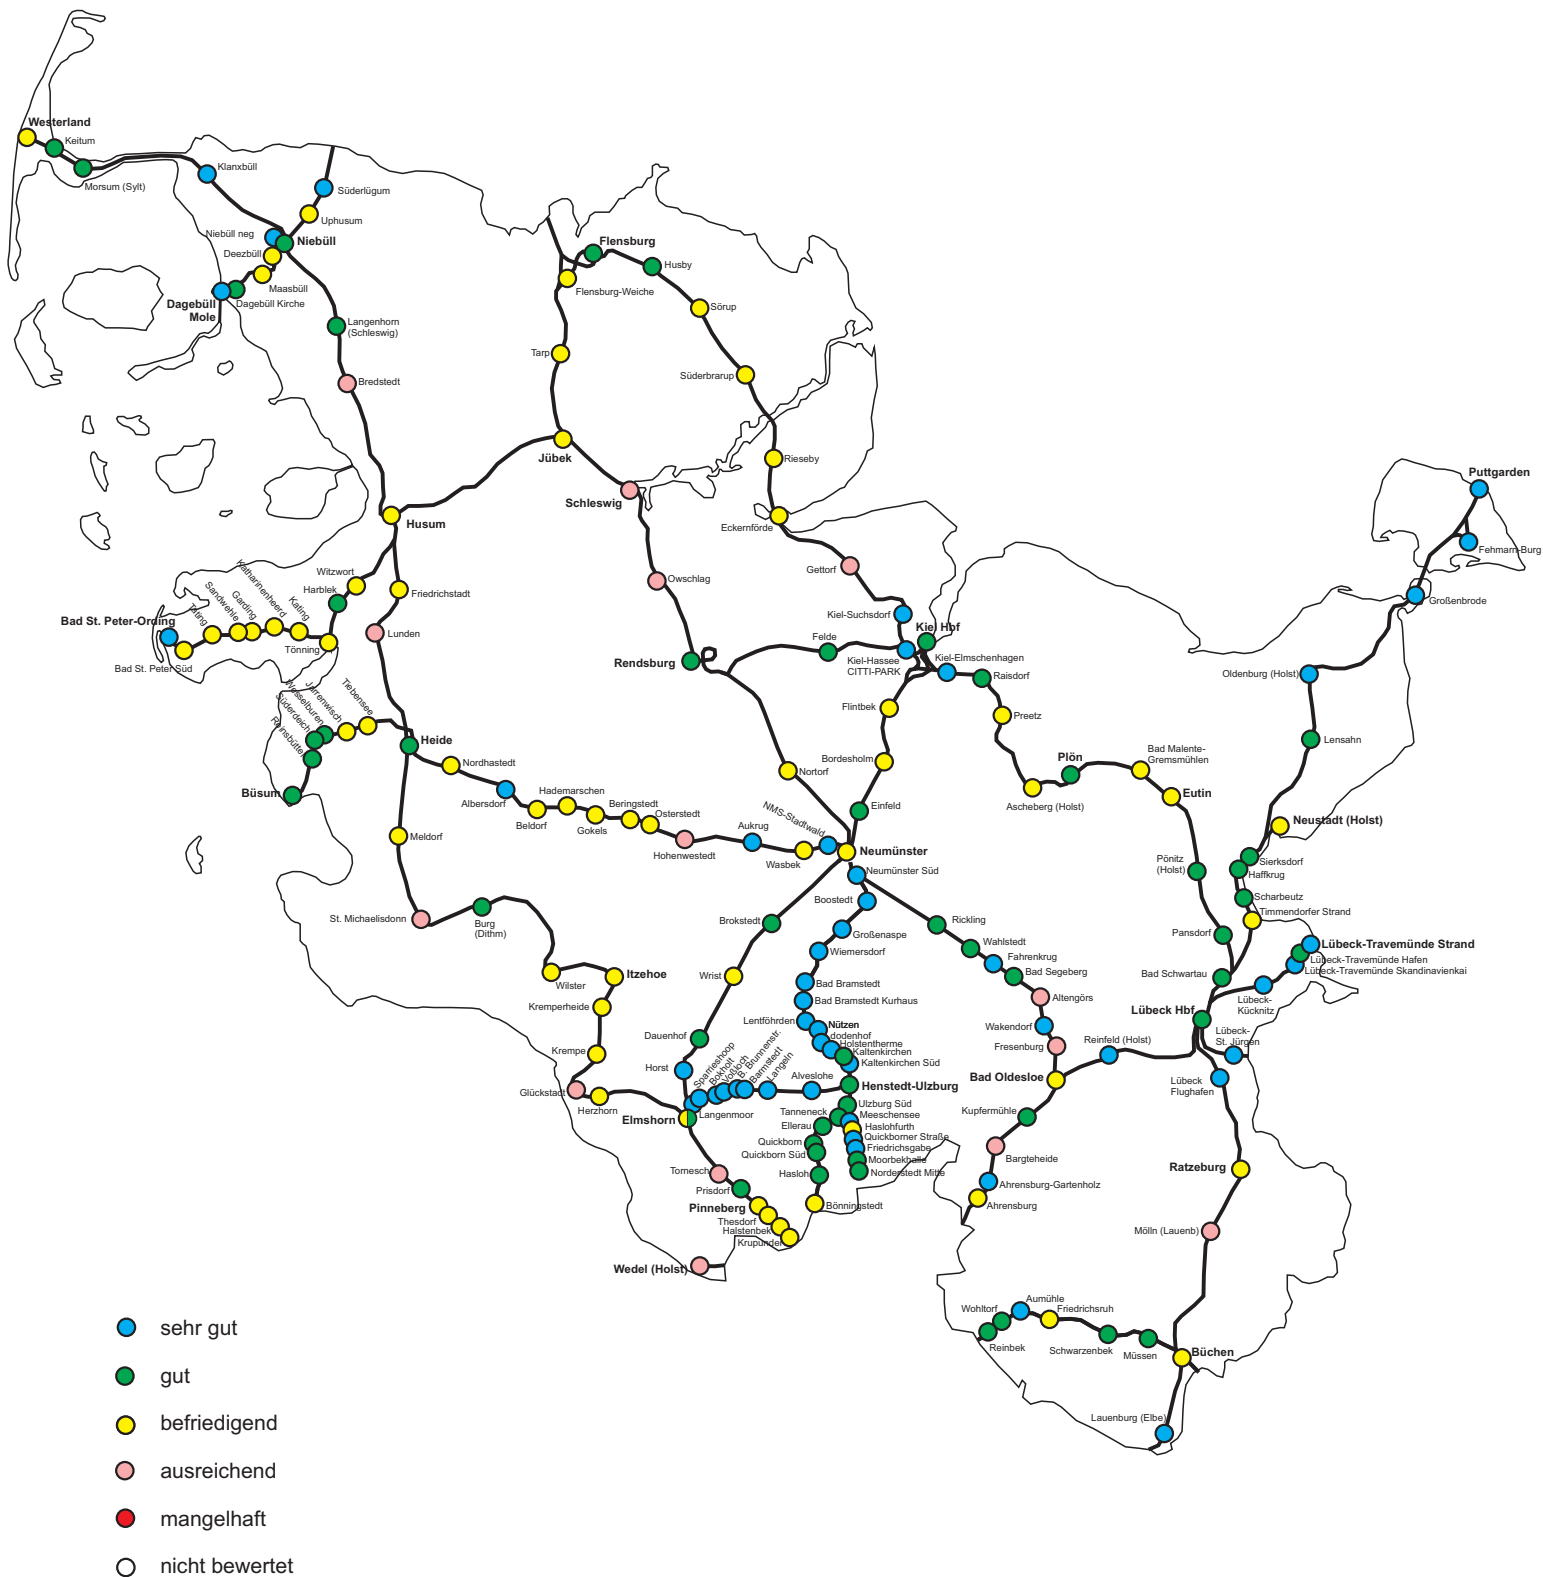 Westerland
Keitum
Morsum (Sylt)
Klanxbüll
Süderlügum
Uphusum
Niebüll neg
Niebüll
Deezbüll
Maasbüll
Dagebüll Kirche
Dagebüll
Mole
Langenhorn
(Schleswig)
Bredstedt
Flensburg
Husby
Flensburg-Weiche
Sörup
Tarp
Süderbrarup
Jübek
Rieseby
Schleswig
Husum
Eckernförde
Puttgarden
Fehmarn-Burg
Großenbrode
Gettorf
Owschlag
Witzwort
Harblek
Friedrichstadt
Katharinenheerd
Sandwehle
Garding
Kating
Tating
Bad St. Peter-Ording
Bad St. Peter Süd
Tönning
Lunden
Kiel-Suchsdorf
Kiel Hbf
Felde
Kiel-Hassee
CITTI-PARK
Kiel-Elmschenhagen
Raisdorf
Rendsburg
Oldenburg (Holst)
Flintbek
Preetz
Tiebensee
Jarrenwisch
Wesselburen
Süderdeich
Reinsbüttel
Heide
Büsum
Lensahn
Nordhastedt
Albersdorf
Bordesholm
Nortorf
Plön
Bad Malente-
Gremsmühlen
Ascheberg (Holst)
Eutin
Hademarschen
Beldorf
Gokels
Beringstedt
Osterstedt
Einfeld
Neustadt (Holst)
NMS-Stadtwald
Aukrug
Hohenwestedt
Wasbek
Neumünster
Meldorf
Neumünster Süd
Pönitz
(Holst)
Sierksdorf
Haffkrug
Scharbeutz
Timmendorfer Strand
Boostedt
St. Michaelisdonn
Burg
(Dithm)
Brokstedt
Großenaspe
Rickling
Pansdorf
Wiemersdorf
Wahlstedt
Lübeck-Travemünde Strand
Lübeck-Travemünde Hafen
Lübeck-Travemünde Skandinavienkai
Fahrenkrug
Bad Segeberg
Bad Schwartau
Wilster
Itzehoe
Wrist
Bad Bramstedt
Bad Bramstedt Kurhaus
Altengörs
Lübeck-
Kücknitz
Kremperheide
Lübeck Hbf
Lentföhrden
Nützen
dodenhof
Holstentherme
Kaltenkirchen
Kaltenkirchen Süd
Wakendorf
Fresenburg
Lübeck-
St. Jürgen
Dauenhof
Reinfeld (Holst)
Krempe
Horst
Sparrieshoop
Bokholt
Voßloch
B. Brunnenstr.
Barmstedt
Langeln
Alveslohe
Lübeck
Flughafen
Bad Oldesloe
Henstedt-Ulzburg
Glückstadt
Herzhorn
Elmshorn
Langenmoor
Ulzburg Süd
Tanneneck
Meeschensee
Ellerau
Haslohfurth
Quickborner Straße
Quickborn
Friedrichsgabe
Quickborn Süd
Moorbekhalle
Hasloh
Norderstedt Mitte
Kupfermühle
Bargteheide
Ahrensburg-Gartenholz
Ahrensburg
Ratzeburg
Tornesch
Prisdorf
Pinneberg
Thesdorf
Halstenbek
Krupunder
Bönningstedt
Mölln (Lauenb)
Wedel (Holst)
Wohltorf
Aumühle
Friedrichsruh
Reinbek
Schwarzenbek
Müssen
Büchen
Lauenburg (Elbe)
sehr gut
gut
befriedigend
ausreichend
mangelhaft
nicht bewertet